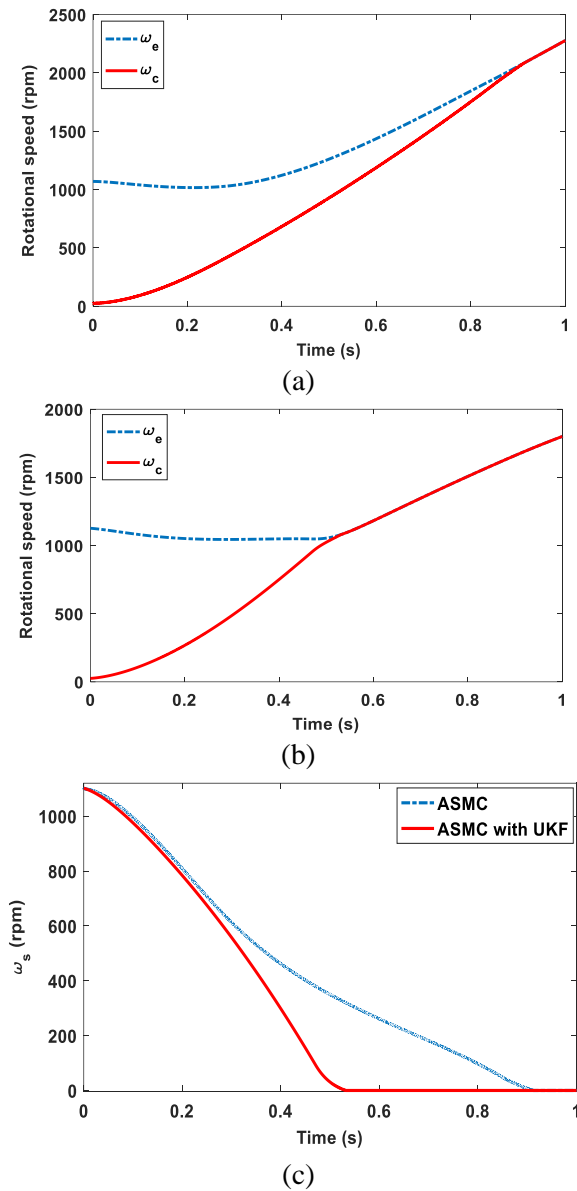 2500
2000
1500
1000
500
0
Rotational speed (rpm)
ω_e
ω_c
0 0.2 0.4 0.6 0.8 1
Time (s)
(a)
2000
1500
1000
500
0
Rotational speed (rpm)
ω_e
ω_c
0 0.2 0.4 0.6 0.8 1
Time (s)
(b)
1000
800
600
400
200
0
ω_s (rpm)
ASMC
ASMC with UKF
0 0.2 0.4 0.6 0.8 1
Time (s)
(c)